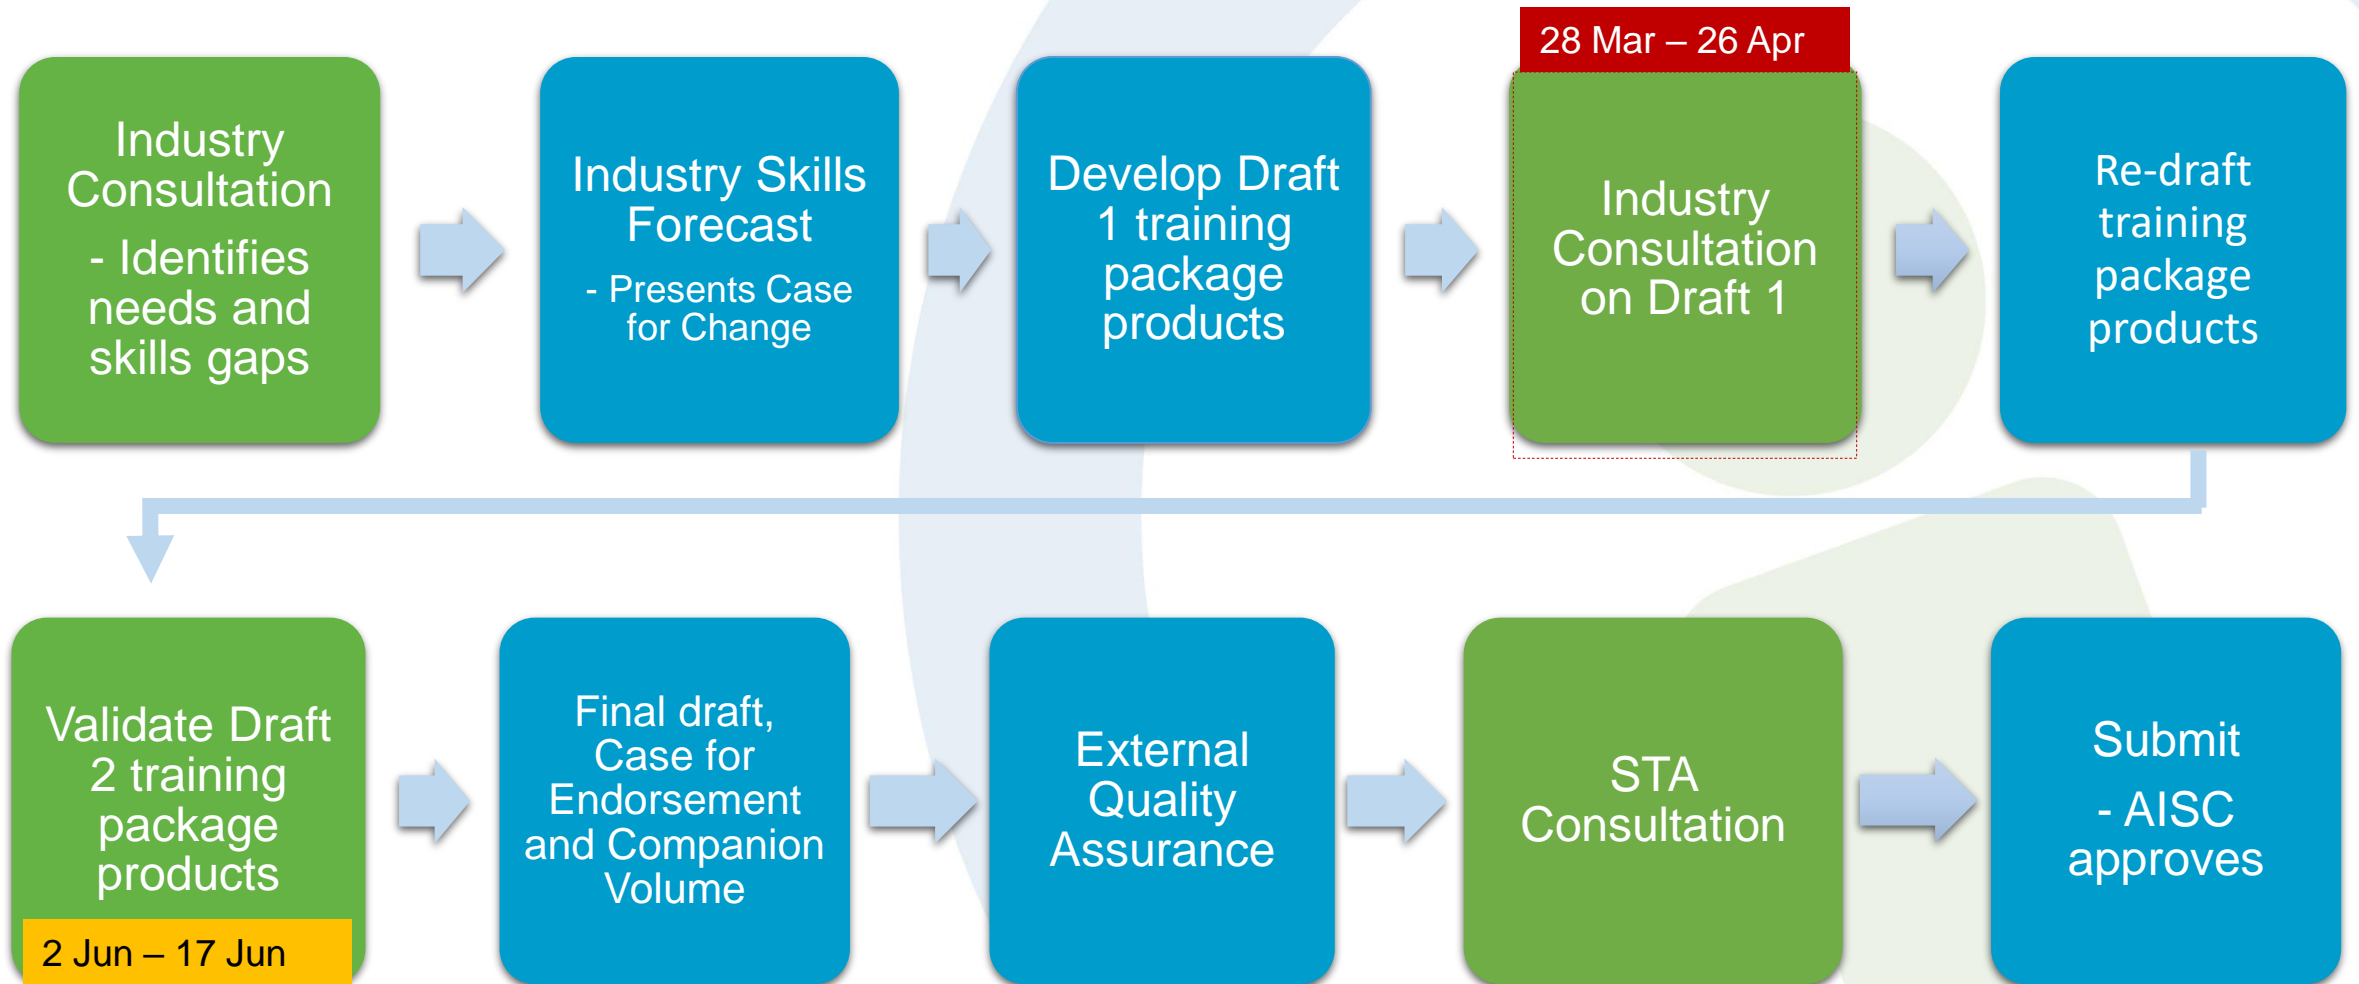 28 Mar – 26 Apr
Industry
Consultation
- Identifies
needs and
skills gaps
Industry Skills
Forecast
- Presents Case
for Change
Develop Draft
1 training
package
products
Industry
Consultation
on Draft 1
Re-draft
training
package
products
Validate Draft
2 training
package
products
2 Jun – 17 Jun
Final draft,
Case for
Endorsement
and Companion
Volume
External
Quality
Assurance
STA
Consultation
Submit
- AISC
approves